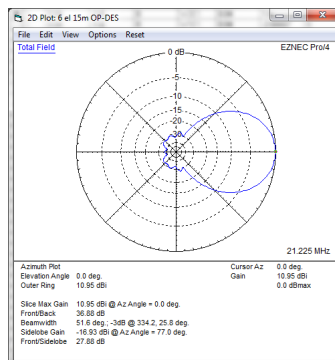 2D Plot: 6 el 15m OP-DES
File Edit View Options Reset
Total Field
EZNEC Pro/4
0 dB
-5
-10
-15
-20
-30
21.225 MHz
Azimuth Plot
Cursor Az 0.0 deg.
Elevation Angle 0.0 deg.
Gain 10.95 dBi
Outer Ring 10.95 dBi
0.0 dBmax
Slice Max Gain 10.95 dBi @ Az Angle = 0.0 deg.
Front/Back 36.88 dB
Beamwidth 51.6 deg.; -3dB @ 334.2, 25.8 deg.
Sidelobe Gain -16.93 dBi @ Az Angle = 77.0 deg.
Front/Sidelobe 27.88 dB